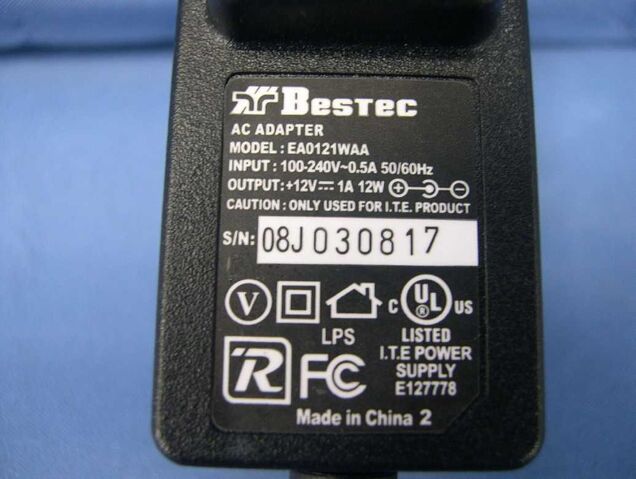 BESTEC
AC ADAPTER
MODEL : EA0121WAA
INPUT : 100-240V~0.5A 50/60Hz
OUTPUT:+12V⎓ 1A 12W
CAUTION : ONLY USED FOR I.T.E. PRODUCT
S/N: 08J030817
V
C UL ® US
LPS
LISTED
I.T.E POWER
SUPPLY
E127778
R
FC
Made in China 2